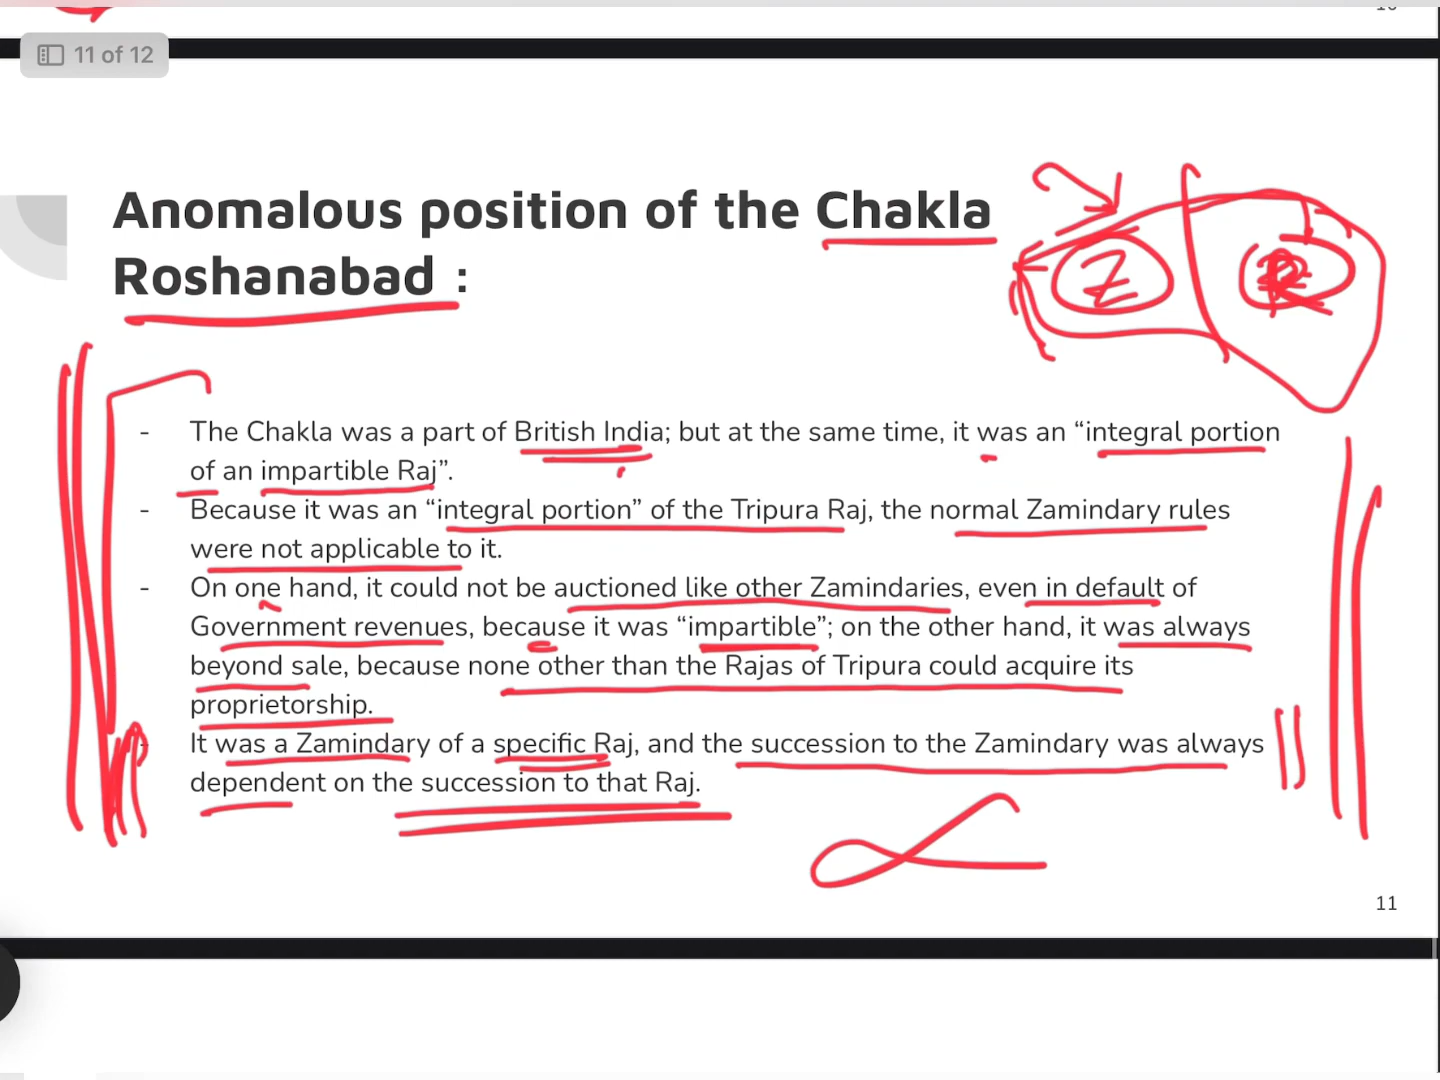 11 of 12
Anomalous position of the Chakla
Roshanabad :
Z
R
- The Chakla was a part of British India; but at the same time, it was an “integral portion
of an impartible Raj”.
- Because it was an “integral portion” of the Tripura Raj, the normal Zamindary rules
were not applicable to it.
- On one hand, it could not be auctioned like other Zamindaries, even in default of
Government revenues, because it was “impartible”; on the other hand, it was always
beyond sale, because none other than the Rajas of Tripura could acquire its
proprietorship.
- It was a Zamindary of a specific Raj, and the succession to the Zamindary was always
dependent on the succession to that Raj.
11